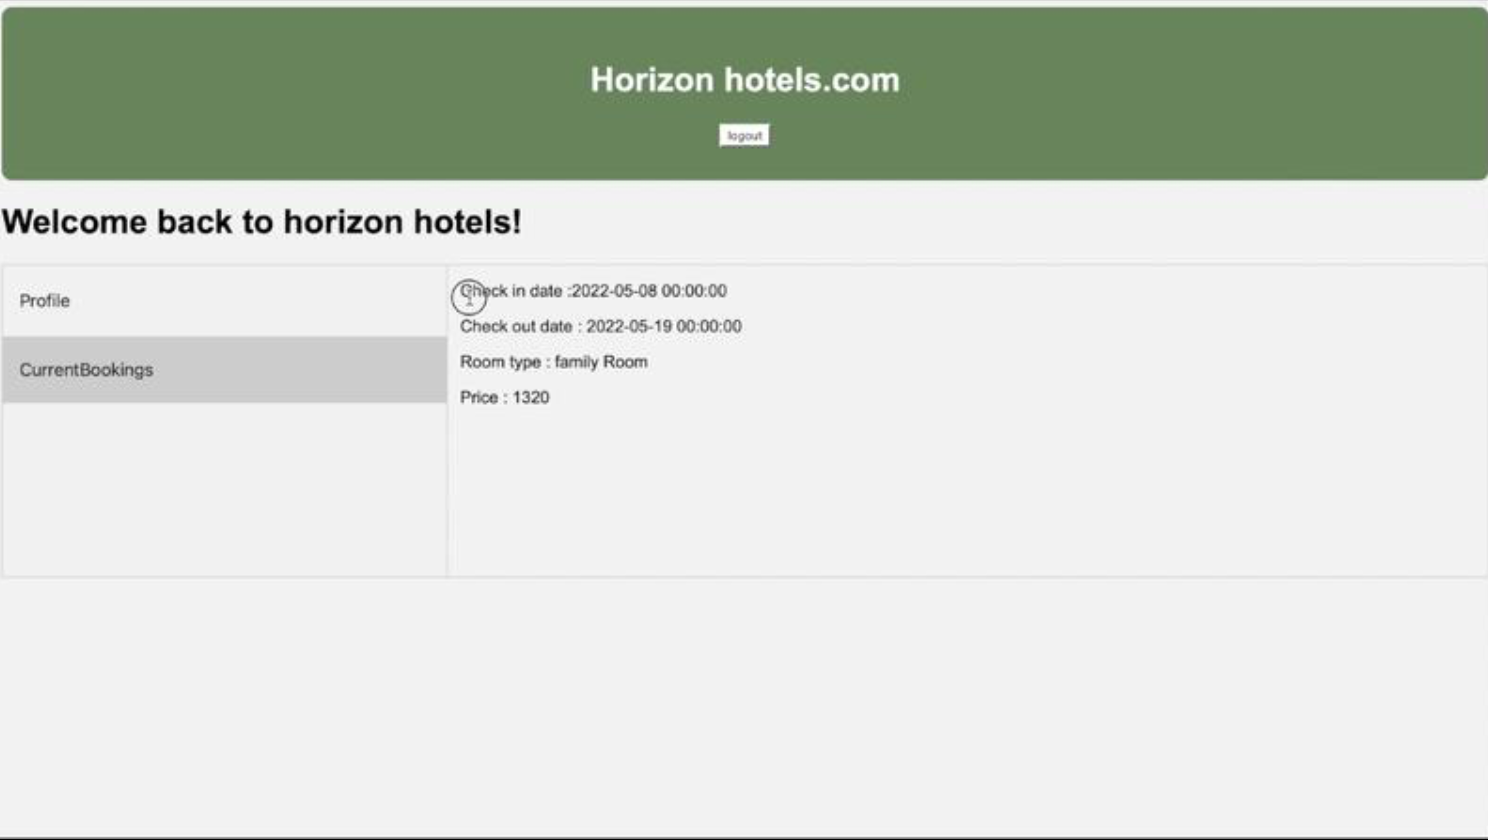 Horizon hotels.com
logout
Welcome back to horizon hotels!
Profile
CurrentBookings
Check in date :2022-05-08 00:00:00
Check out date : 2022-05-19 00:00:00
Room type : family Room
Price : 1320